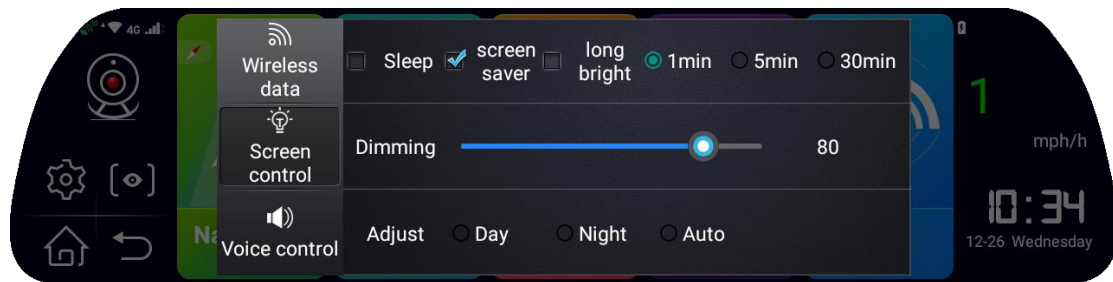 4G
Wireless
data
Sleep
screen
saver
long
bright
1min
5min
30min
1
mph/h
Screen
control
Dimming
80
10:34
12-26 Wednesday
Na
Voice control
Adjust
Day
Night
Auto